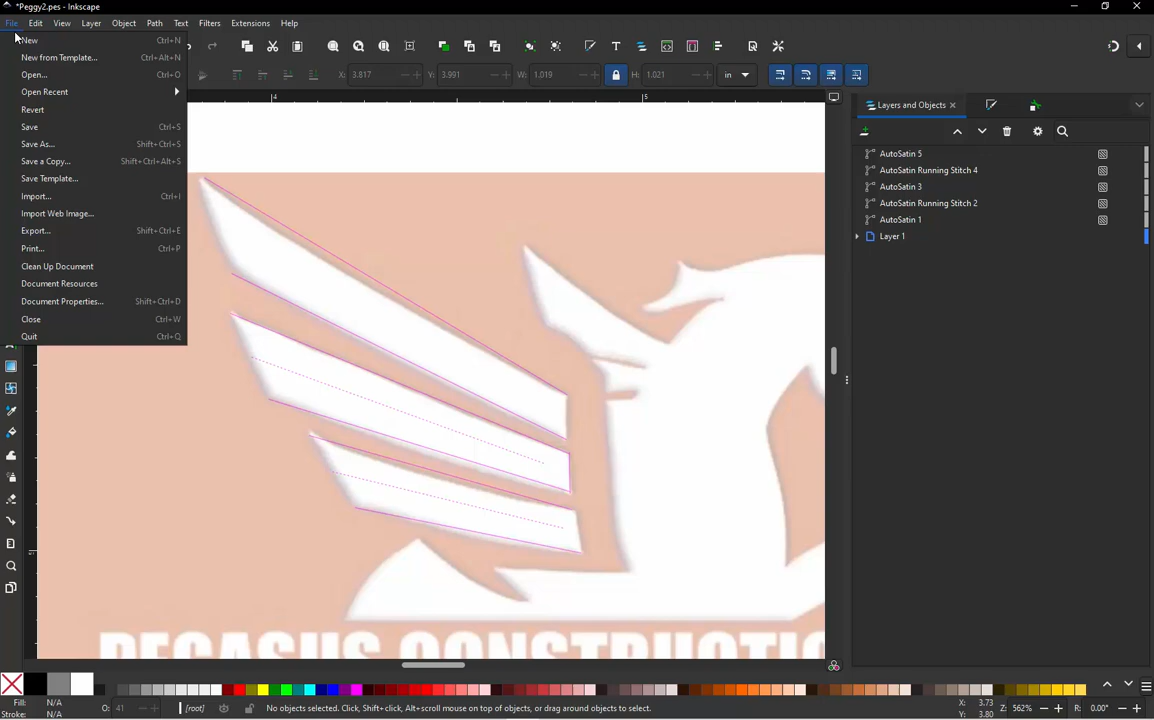 *Peggy2.pes - Inkscape
File Edit View Layer Object Path Text Filters Extensions Help
New Ctrl+N
New from Template... Ctrl+Alt+N
Open... Ctrl+O
Open Recent
Revert
Save Ctrl+S
Save As... Shift+Ctrl+S
Save a Copy... Shift+Ctrl+Alt+S
Save Template...
Import... Ctrl+I
Import Web Image...
Export... Shift+Ctrl+E
Print... Ctrl+P
Clean Up Document
Document Resources
Document Properties... Shift+Ctrl+D
Close Ctrl+W
Quit Ctrl+Q
X: 3.817 Y: 3.991 W: 1.019 H: 1.021 in
4 5
Layers and Objects
AutoSatin 5
AutoSatin Running Stitch 4
AutoSatin 3
AutoSatin Running Stitch 2
AutoSatin 1
Layer 1
PEGASUS CONSTRUCTIO
Fill: N/A
Stroke: N/A
O: 41
[root]
No objects selected. Click, Shift+click, Alt+scroll mouse on top of objects, or drag around objects to select.
X: 3.73
Y: 3.80
Z: 562%
R: 0.00°